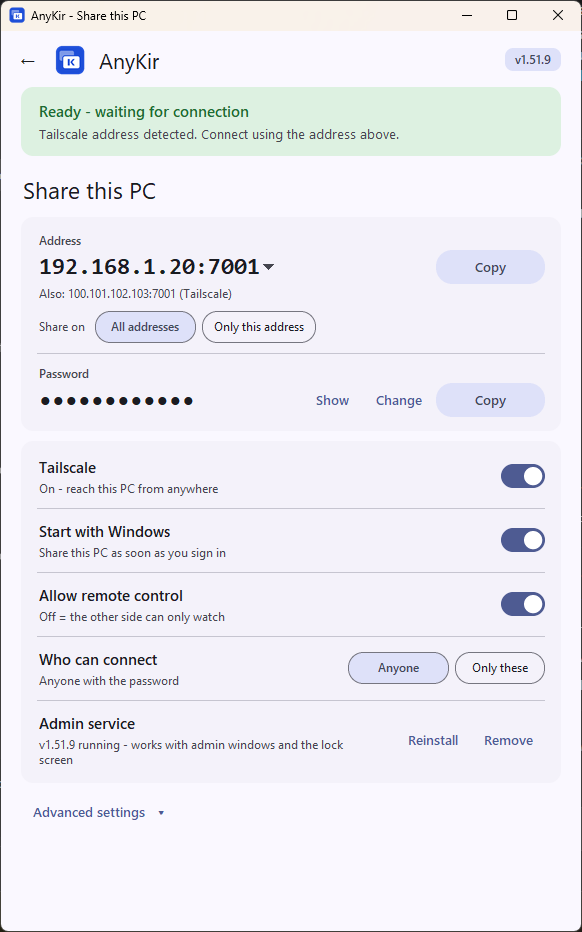 AnyKir - Share this PC
AnyKir
v1.51.9
Ready - waiting for connection
Tailscale address detected. Connect using the address above.
Share this PC
Address
192.168.1.20:7001
Copy
Also: 100.101.102.103:7001 (Tailscale)
Share on
All addresses
Only this address
Password
●●●●●●●●●●●●
Show
Change
Copy
Tailscale
On - reach this PC from anywhere
Start with Windows
Share this PC as soon as you sign in
Allow remote control
Off = the other side can only watch
Who can connect
Anyone with the password
Anyone
Only these
Admin service
v1.51.9 running - works with admin windows and the lock
screen
Reinstall
Remove
Advanced settings